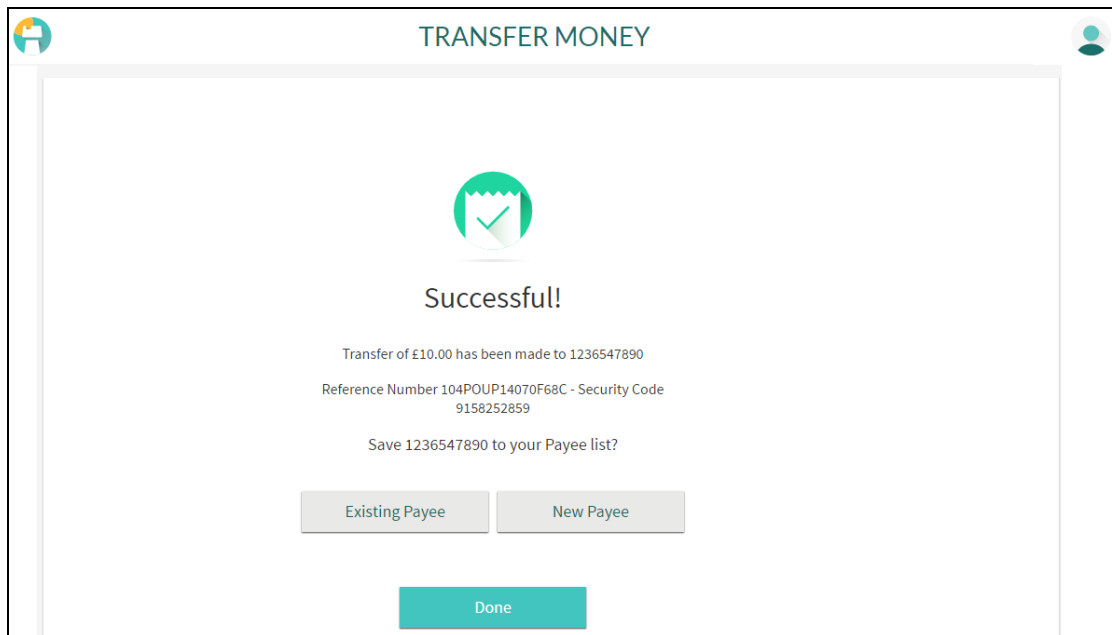 TRANSFER MONEY
Successful!
Transfer of £10.00 has been made to 1236547890
Reference Number 104POUP14070F68C - Security Code
9158252859
Save 1236547890 to your Payee list?
Existing Payee
New Payee
Done